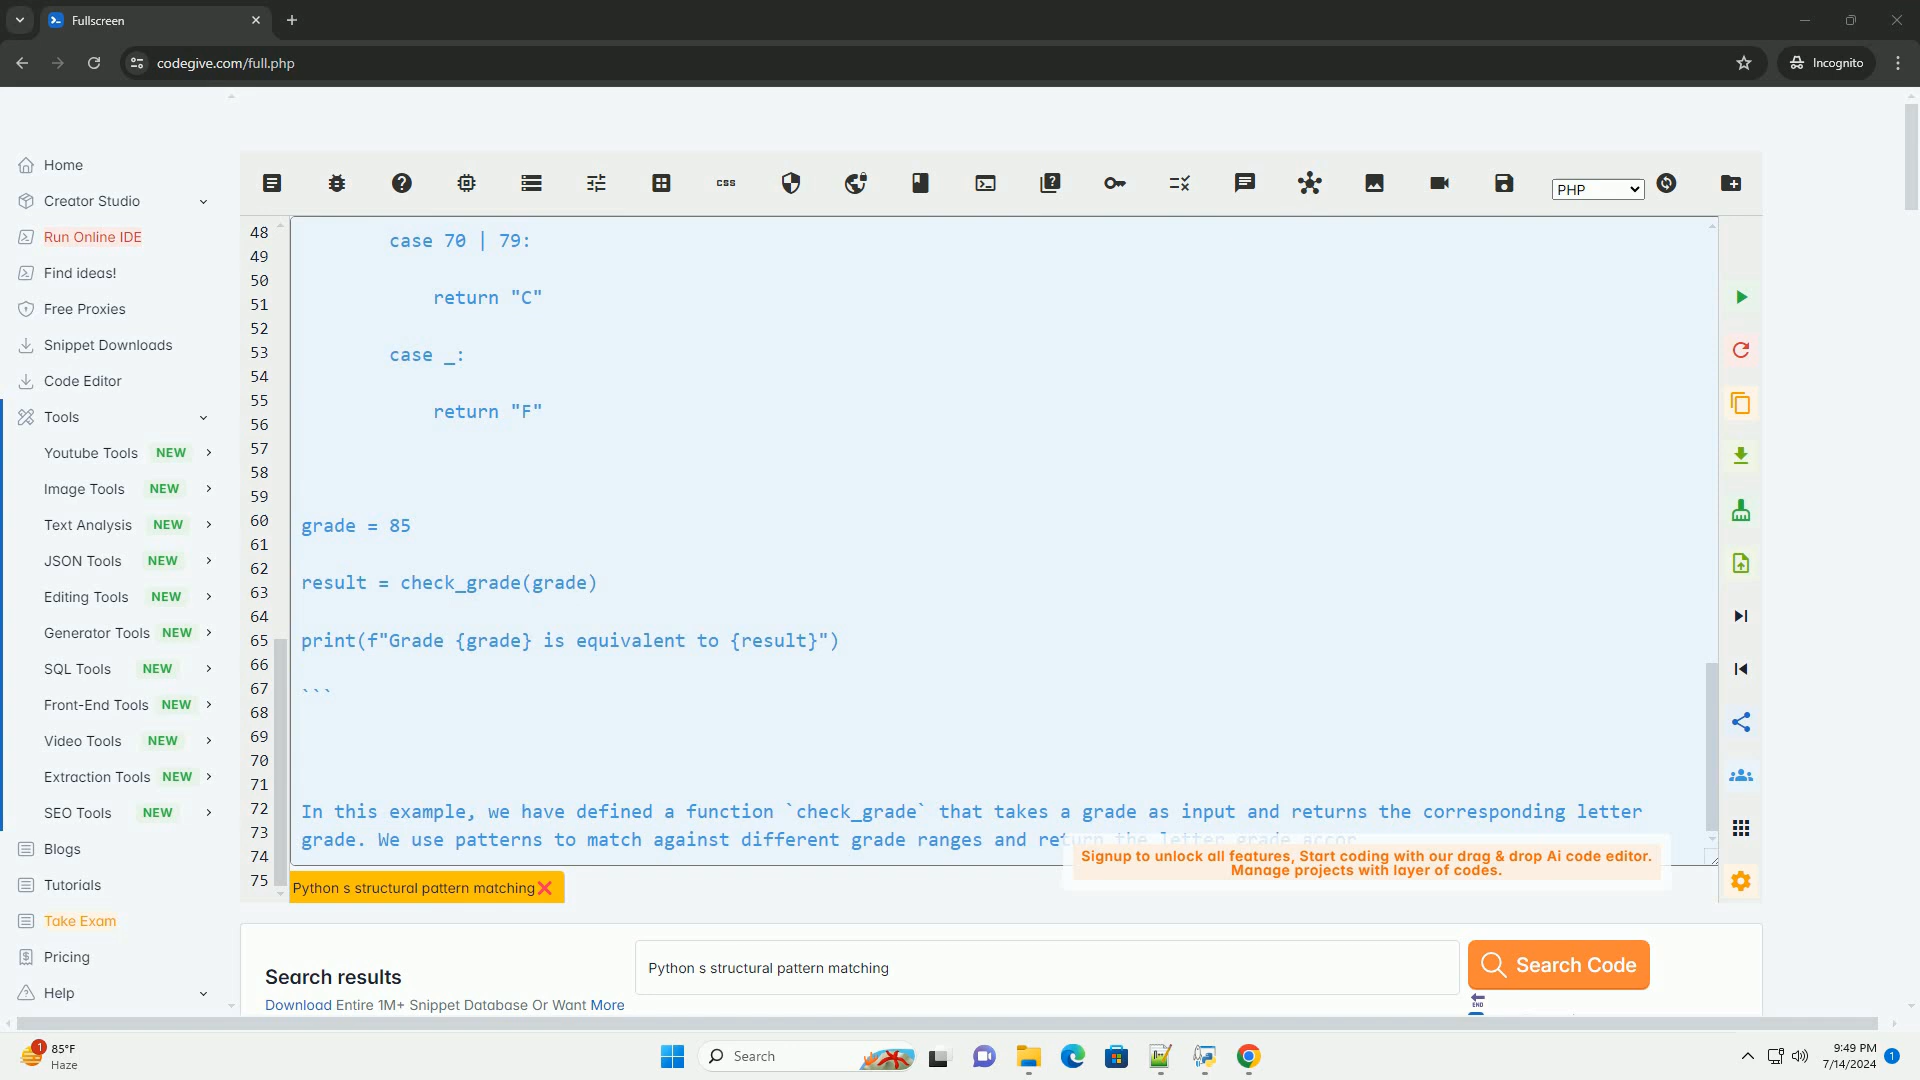 Fullscreen
codegive.com/full.php
Incognito
Home
Creator Studio
Run Online IDE
Find ideas!
Free Proxies
Snippet Downloads
Code Editor
Tools
Youtube Tools NEW
Image Tools NEW
Text Analysis NEW
JSON Tools NEW
Editing Tools NEW
Generator Tools NEW
SQL Tools NEW
Front-End Tools NEW
Video Tools NEW
Extraction Tools NEW
SEO Tools NEW
Blogs
Tutorials
Take Exam
Pricing
Help
css
PHP
48
49
50
51
52
53
54
55
56
57
58
59
60
61
62
63
64
65
66
67
68
69
70
71
72
73
74
75
case 70 | 79:
return "C"
case _:
return "F"
grade = 85
result = check_grade(grade)
print(f"Grade {grade} is equivalent to {result}")
```
In this example, we have defined a function `check_grade` that takes a grade as input and returns the corresponding letter
grade. We use patterns to match against different grade ranges and return the letter grade accor
Signup to unlock all features, Start coding with our drag & drop Ai code editor.
Manage projects with layer of codes.
Python s structural pattern matching❌
Search results
Python s structural pattern matching
Search Code
Download Entire 1M+ Snippet Database Or Want More
END
1
85°F
Haze
Search
9:49 PM
7/14/2024
1